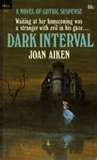 A NOVEL OF GOTHIC SUSPENSE
Waiting at her homecoming was
a stranger with evil in his gaze....
DARK INTERVAL
JOAN AIKEN